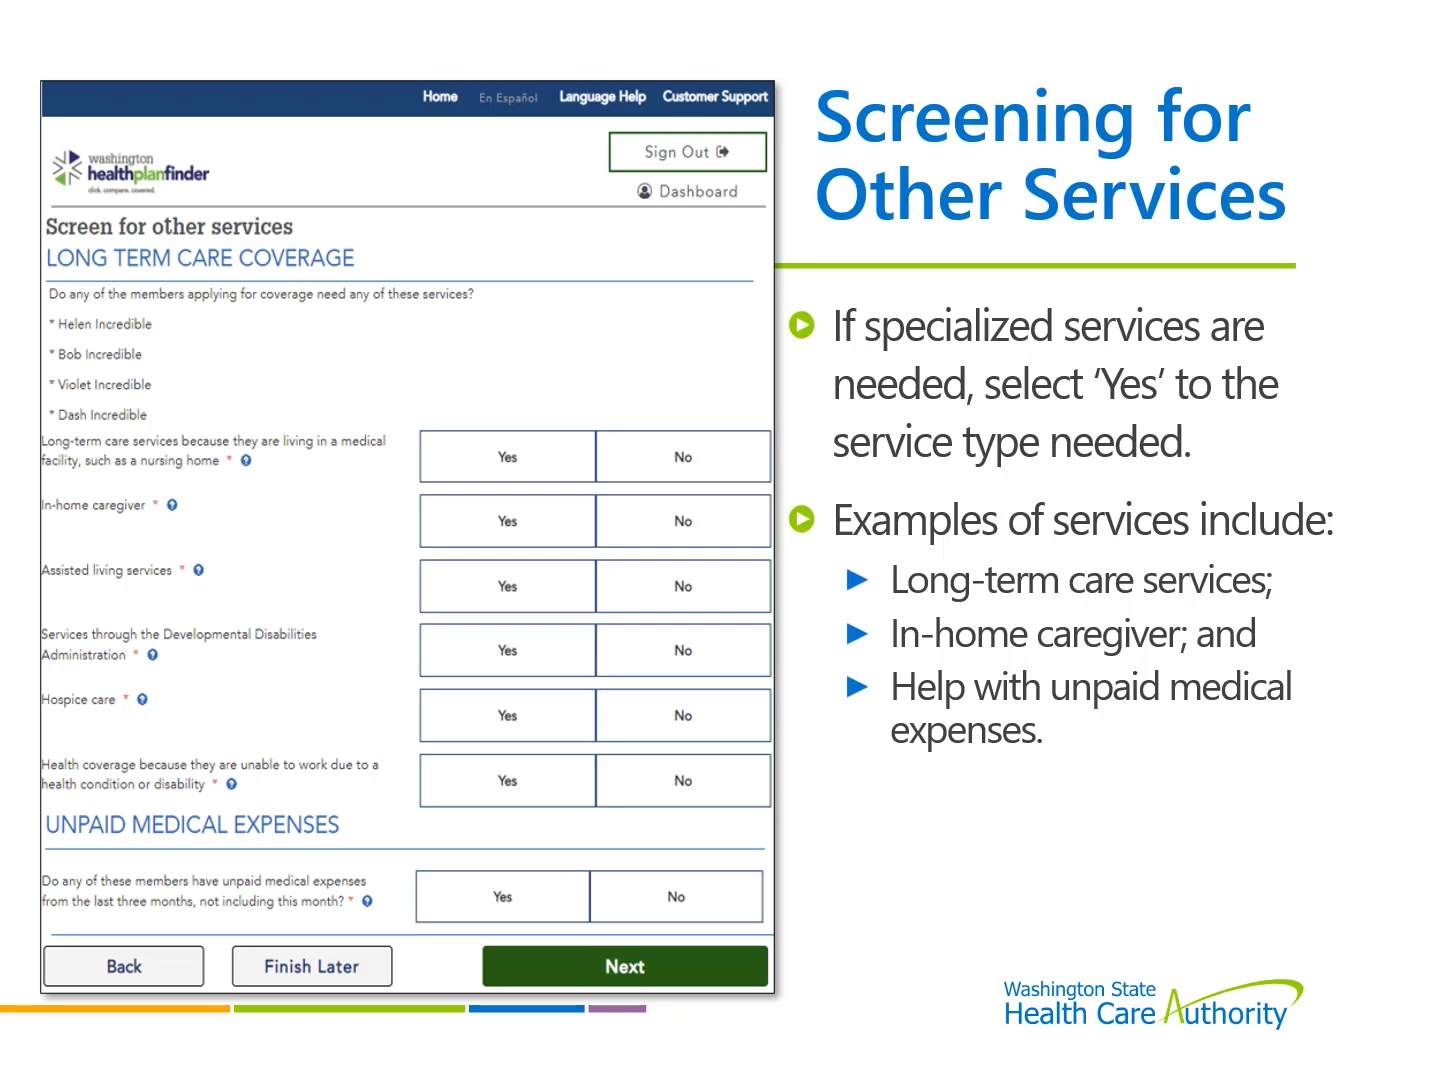 Home En Español Language Help Customer Support
Sign Out
washington
healthplanfinder
click. compare. covered.
Dashboard
Screen for other services
LONG TERM CARE COVERAGE
Do any of the members applying for coverage need any of these services?
* Helen Incredible
* Bob Incredible
* Violet Incredible
* Dash Incredible
Long-term care services because they are living in a medical
facility, such as a nursing home * ?
Yes No
In-home caregiver * ?
Yes No
Assisted living services * ?
Yes No
Services through the Developmental Disabilities
Administration * ?
Yes No
Hospice care * ?
Yes No
Health coverage because they are unable to work due to a
health condition or disability * ?
Yes No
UNPAID MEDICAL EXPENSES
Do any of these members have unpaid medical expenses
from the last three months, not including this month? * ?
Yes No
Back Finish Later Next
Screening for
Other Services
If specialized services are
needed, select ‘Yes’ to the
service type needed.
Examples of services include:
Long-term care services;
In-home caregiver; and
Help with unpaid medical
expenses.
Washington State
Health Care Authority